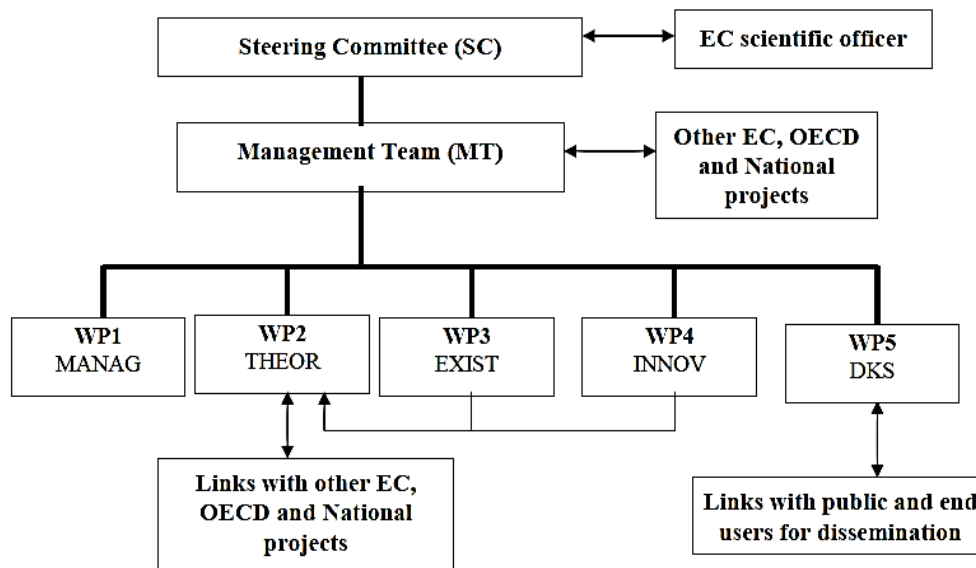 Steering Committee (SC)
EC scientific officer
Management Team (MT)
Other EC, OECD
and National
projects
WP1
MANAG
WP2
THEOR
WP3
EXIST
WP4
INNOV
WP5
DKS
Links with other EC,
OECD and National
projects
Links with public and end
users for dissemination